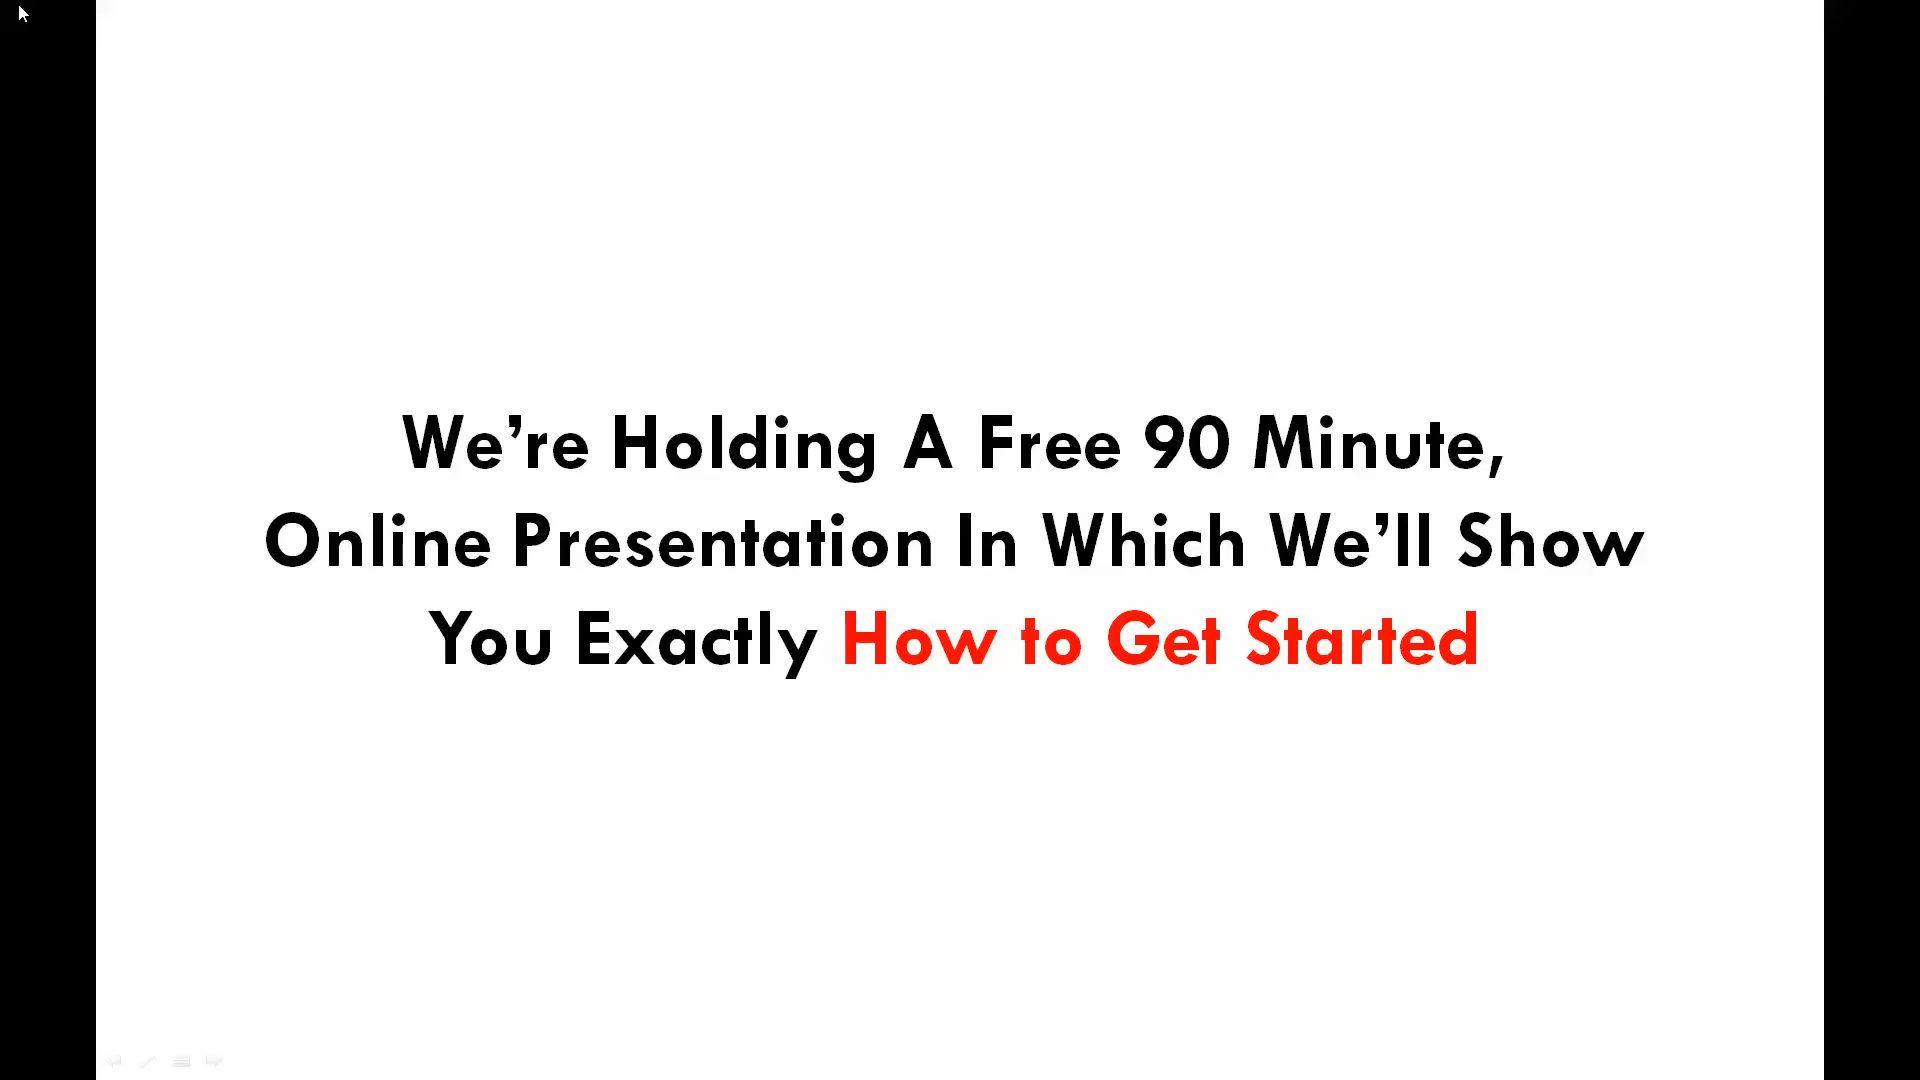 We’re Holding A Free 90 Minute,
Online Presentation In Which We’ll Show
You Exactly How to Get Started